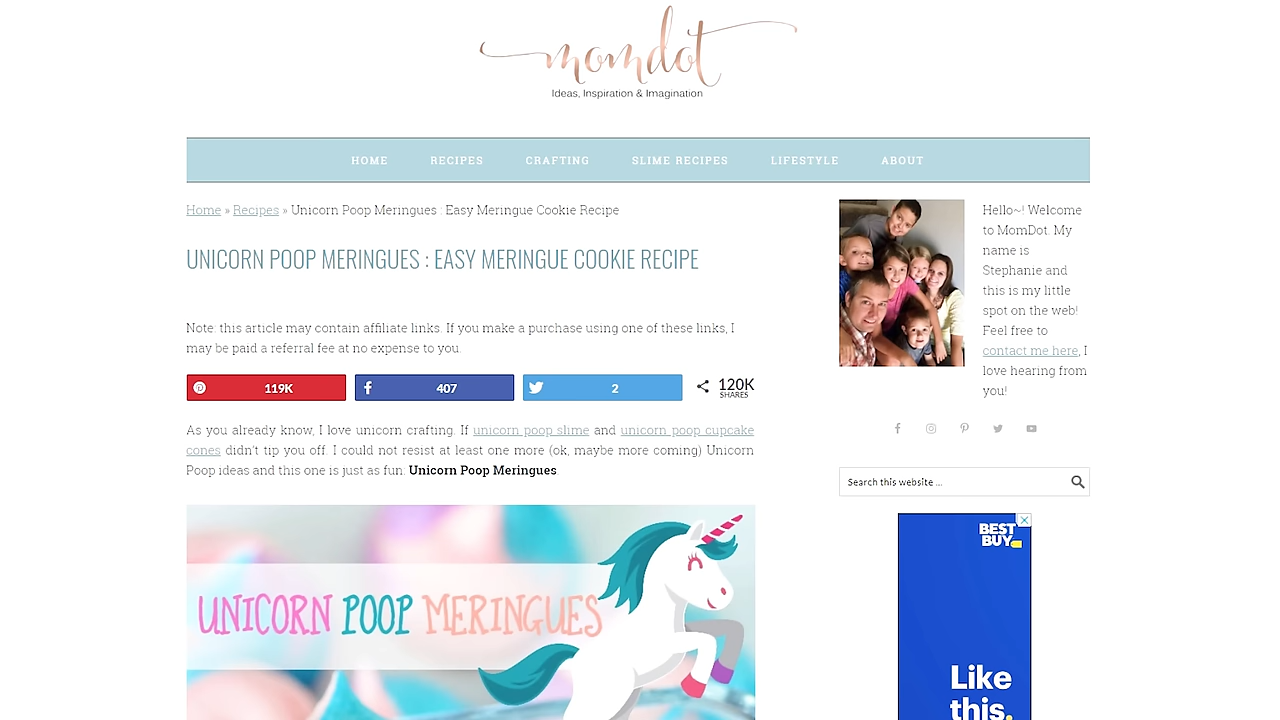 momdot
Ideas, Inspiration & Imagination
HOME RECIPES CRAFTING SLIME RECIPES LIFESTYLE ABOUT
Home » Recipes » Unicorn Poop Meringues : Easy Meringue Cookie Recipe
UNICORN POOP MERINGUES : EASY MERINGUE COOKIE RECIPE
Note: this article may contain affiliate links. If you make a purchase using one of these links, I
may be paid a referral fee at no expense to you.
119K 407 2 120K
SHARES
As you already know, I love unicorn crafting. If unicorn poop slime and unicorn poop cupcake
cones didn't tip you off. I could not resist at least one more (ok, maybe more coming) Unicorn
Poop ideas and this one is just as fun: Unicorn Poop Meringues
UNICORN POOP MERINGUES
Hello~! Welcome
to MomDot. My
name is
Stephanie and
this is my little
spot on the web!
Feel free to
contact me here, I
love hearing from
you!
Search this website ...
BEST
BUY
Like
this.